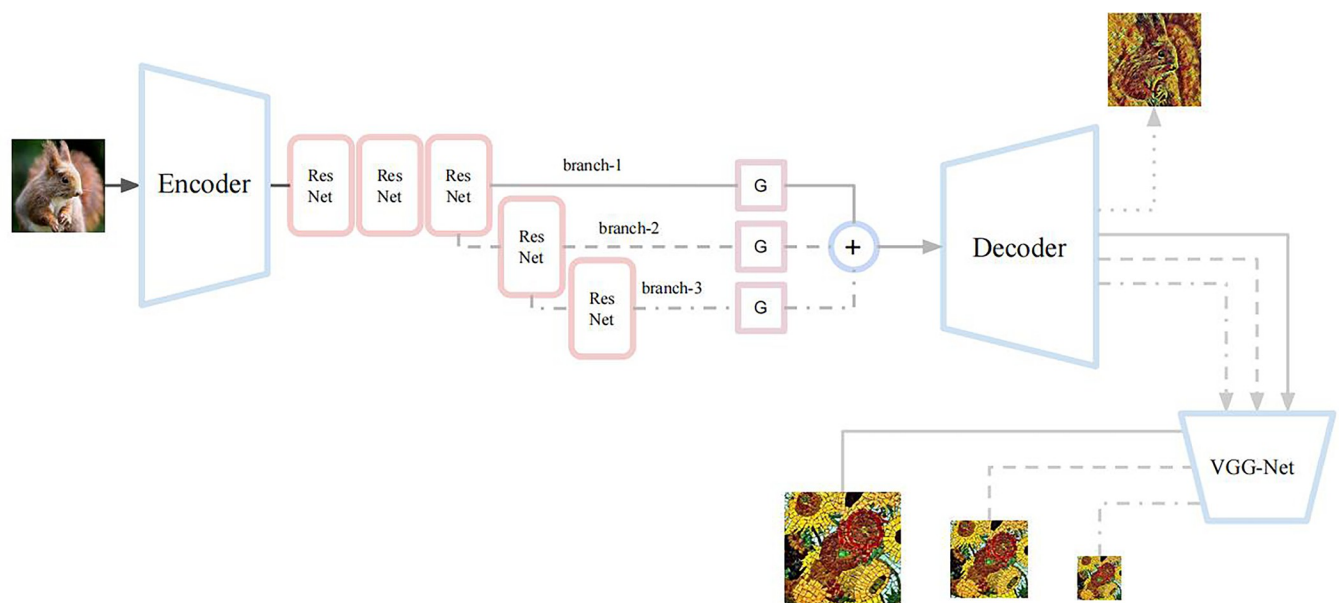 Encoder
Res
Net
Res
Net
Res
Net
branch-1
G
Res
Net
branch-2
G
+
Res
Net
branch-3
G
Decoder
VGG-Net